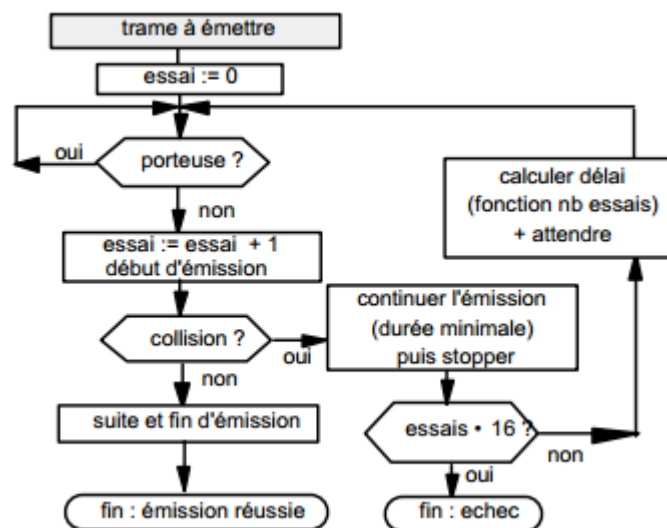 trame à émettre
essai := 0
oui
porteuse ?
non
essai := essai + 1
début d'émission
collision ?
oui
non
suite et fin d'émission
fin : émission réussie
continuer l'émission
(durée minimale)
puis stopper
essais • 16 ?
non
oui
fin : echec
calculer délai
(fonction nb essais)
+ attendre